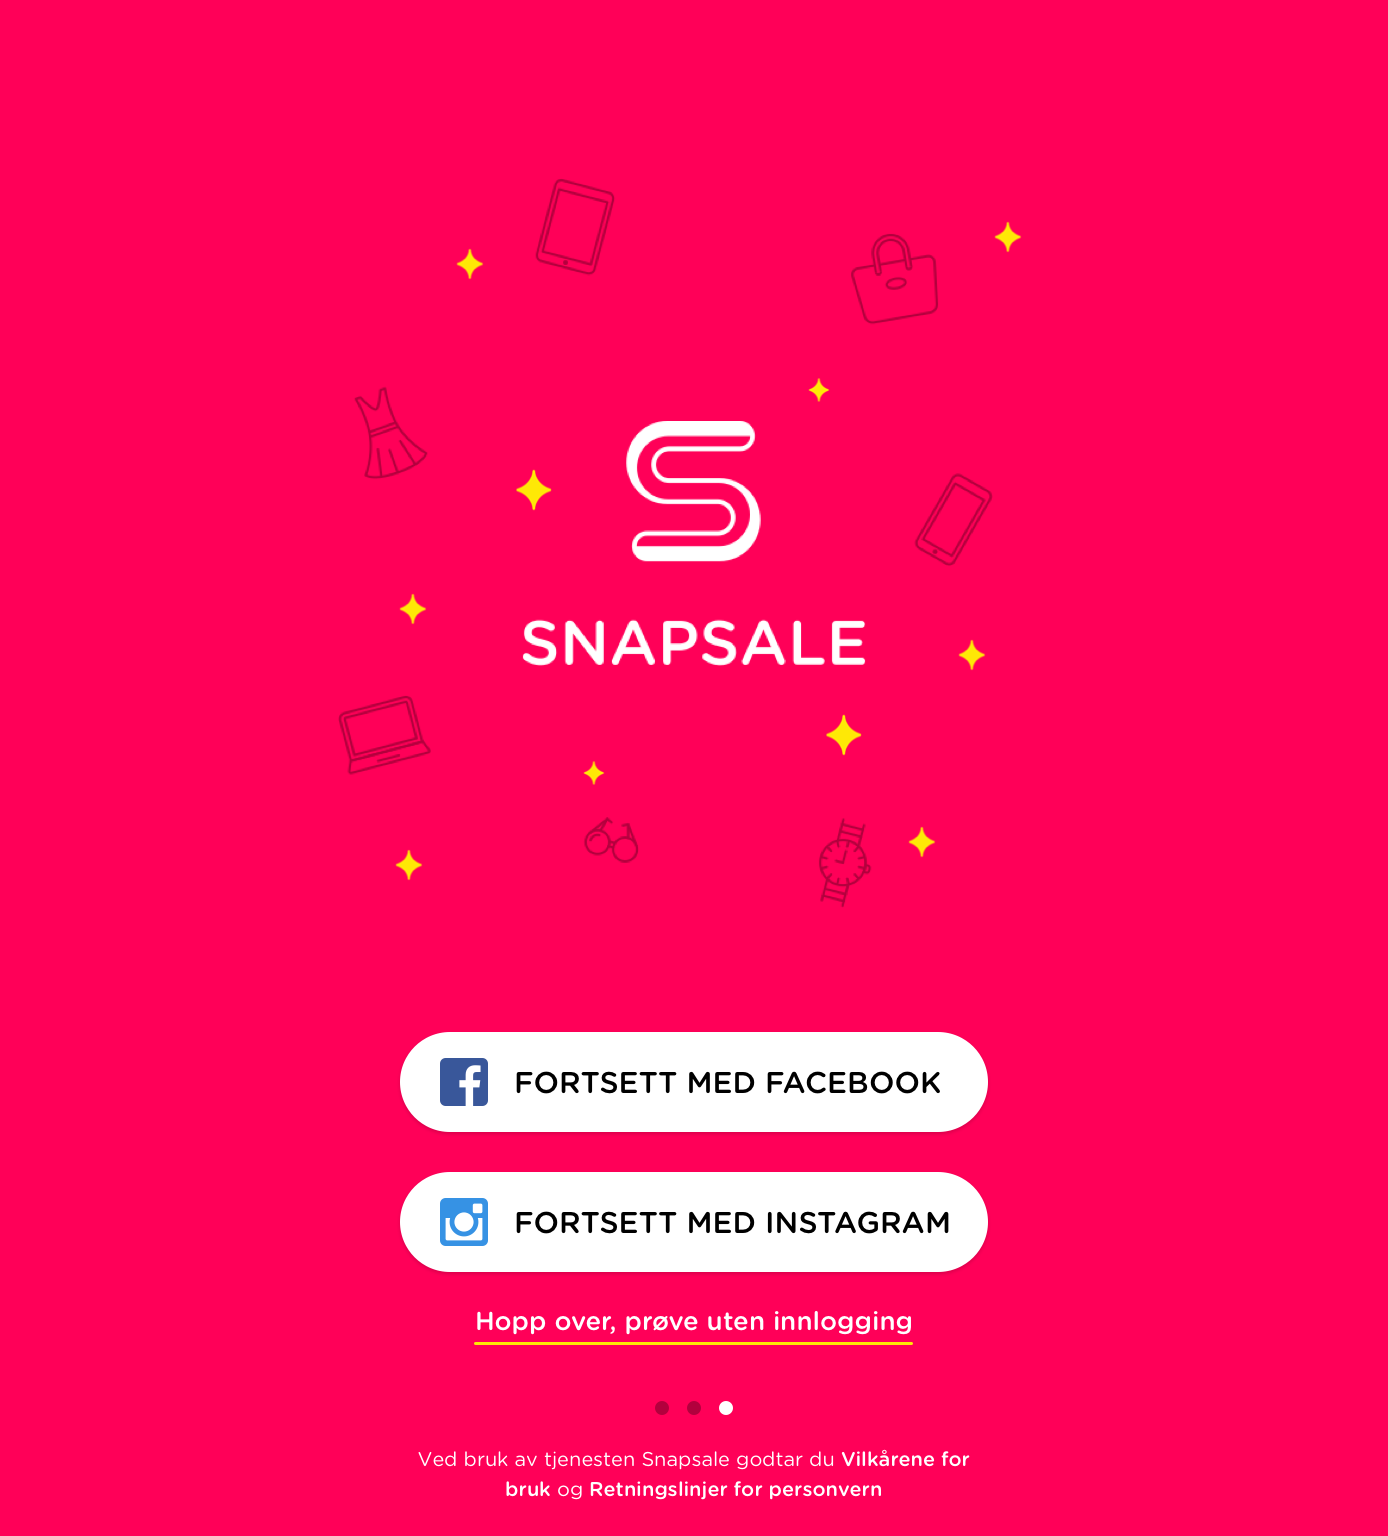 SNAPSALE
FORTSETT MED FACEBOOK
FORTSETT MED INSTAGRAM
Hopp over, prøve uten innlogging
Ved bruk av tjenesten Snapsale godtar du Vilkårene for
bruk og Retningslinjer for personvern